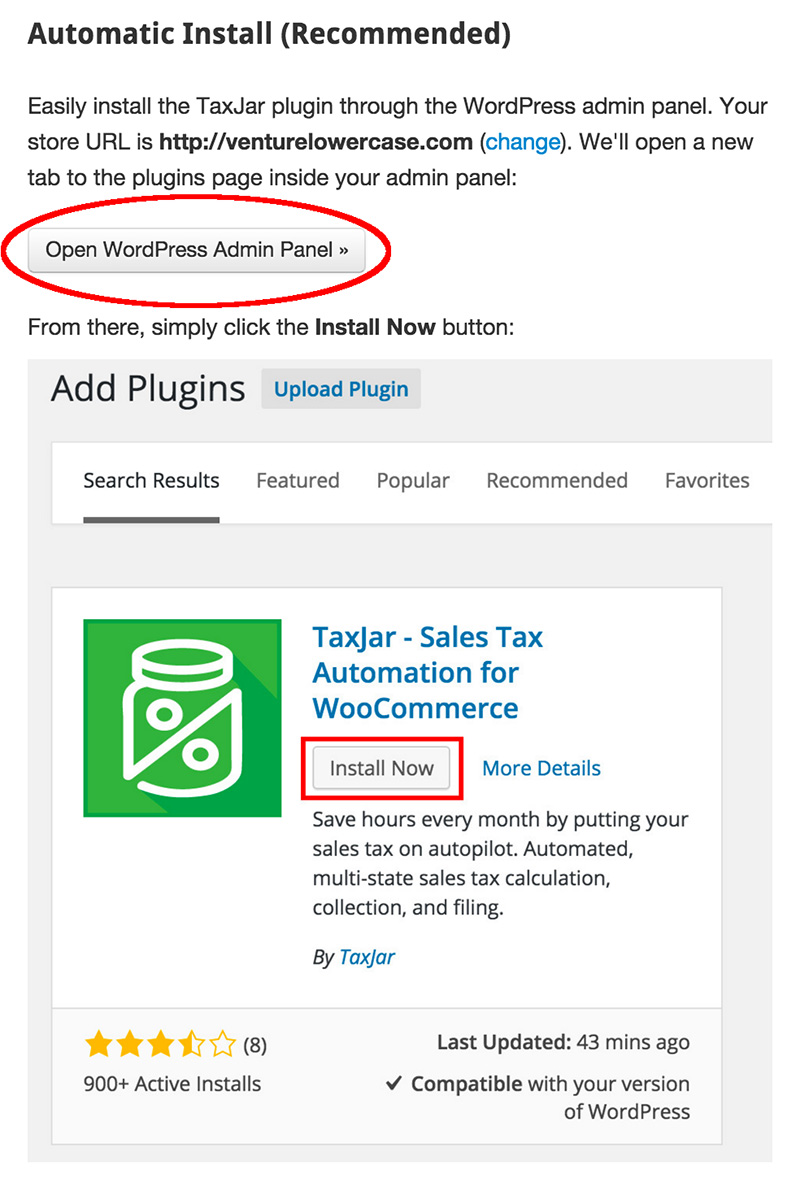 Automatic Install (Recommended)
Easily install the TaxJar plugin through the WordPress admin panel. Your
store URL is http://venturelowercase.com (change). We'll open a new
tab to the plugins page inside your admin panel:
Open WordPress Admin Panel »
From there, simply click the Install Now button:
Add Plugins Upload Plugin
Search Results Featured Popular Recommended Favorites
TaxJar - Sales Tax
Automation for
WooCommerce
Install Now More Details
Save hours every month by putting your
sales tax on autopilot. Automated,
multi-state sales tax calculation,
collection, and filing.
By TaxJar
(8) Last Updated: 43 mins ago
900+ Active Installs ✔ Compatible with your version
of WordPress